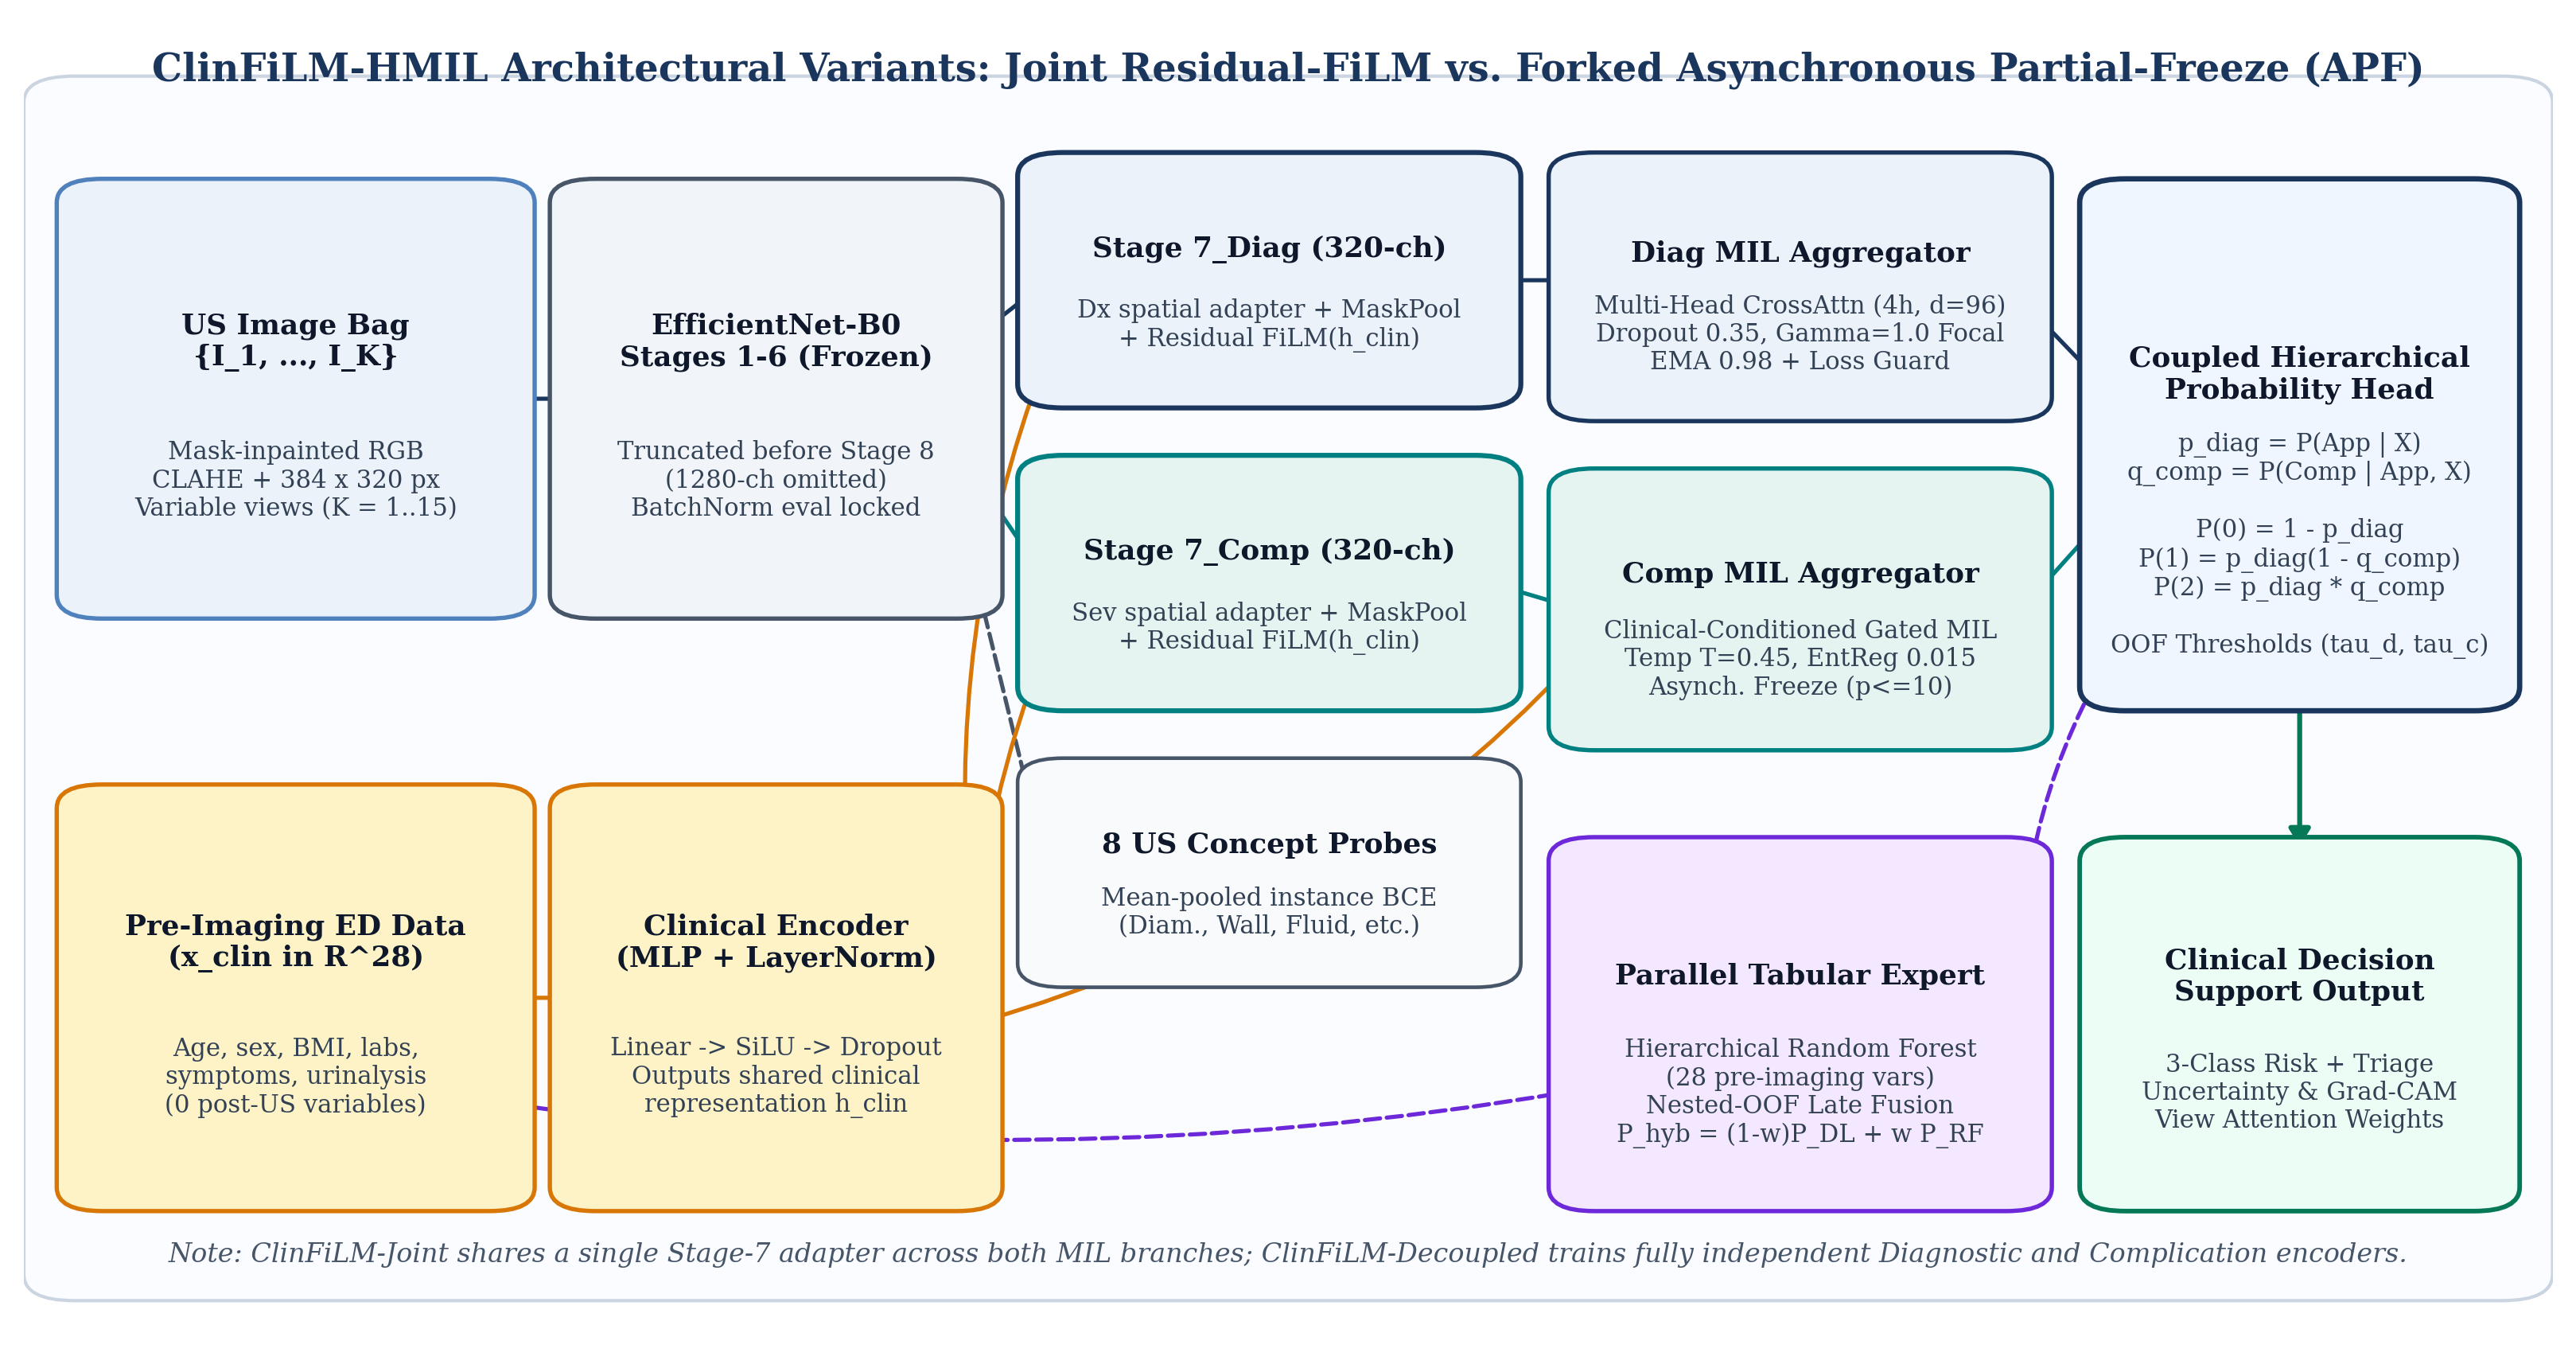 ClinFiLM-HMIL Architectural Variants: Joint Residual-FiLM vs. Forked Asynchronous Partial-Freeze (APF)
US Image Bag
{I_1, ..., I_K}
Mask-inpainted RGB
CLAHE + 384 x 320 px
Variable views (K = 1..15)
EfficientNet-B0
Stages 1-6 (Frozen)
Truncated before Stage 8
(1280-ch omitted)
BatchNorm eval locked
Stage 7_Diag (320-ch)
Dx spatial adapter + MaskPool
+ Residual FiLM(h_clin)
Diag MIL Aggregator
Multi-Head CrossAttn (4h, d=96)
Dropout 0.35, Gamma=1.0 Focal
EMA 0.98 + Loss Guard
Coupled Hierarchical
Probability Head
p_diag = P(App | X)
q_comp = P(Comp | App, X)
P(0) = 1 - p_diag
P(1) = p_diag(1 - q_comp)
P(2) = p_diag * q_comp
OOF Thresholds (tau_d, tau_c)
Stage 7_Comp (320-ch)
Sev spatial adapter + MaskPool
+ Residual FiLM(h_clin)
Comp MIL Aggregator
Clinical-Conditioned Gated MIL
Temp T=0.45, EntReg 0.015
Asynch. Freeze (p<=10)
Pre-Imaging ED Data
(x_clin in R^28)
Age, sex, BMI, labs,
symptoms, urinalysis
(0 post-US variables)
Clinical Encoder
(MLP + LayerNorm)
Linear -> SiLU -> Dropout
Outputs shared clinical
representation h_clin
8 US Concept Probes
Mean-pooled instance BCE
(Diam., Wall, Fluid, etc.)
Parallel Tabular Expert
Hierarchical Random Forest
(28 pre-imaging vars)
Nested-OOF Late Fusion
P_hyb = (1-w)P_DL + w P_RF
Clinical Decision
Support Output
3-Class Risk + Triage
Uncertainty & Grad-CAM
View Attention Weights
Note: ClinFiLM-Joint shares a single Stage-7 adapter across both MIL branches; ClinFiLM-Decoupled trains fully independent Diagnostic and Complication encoders.